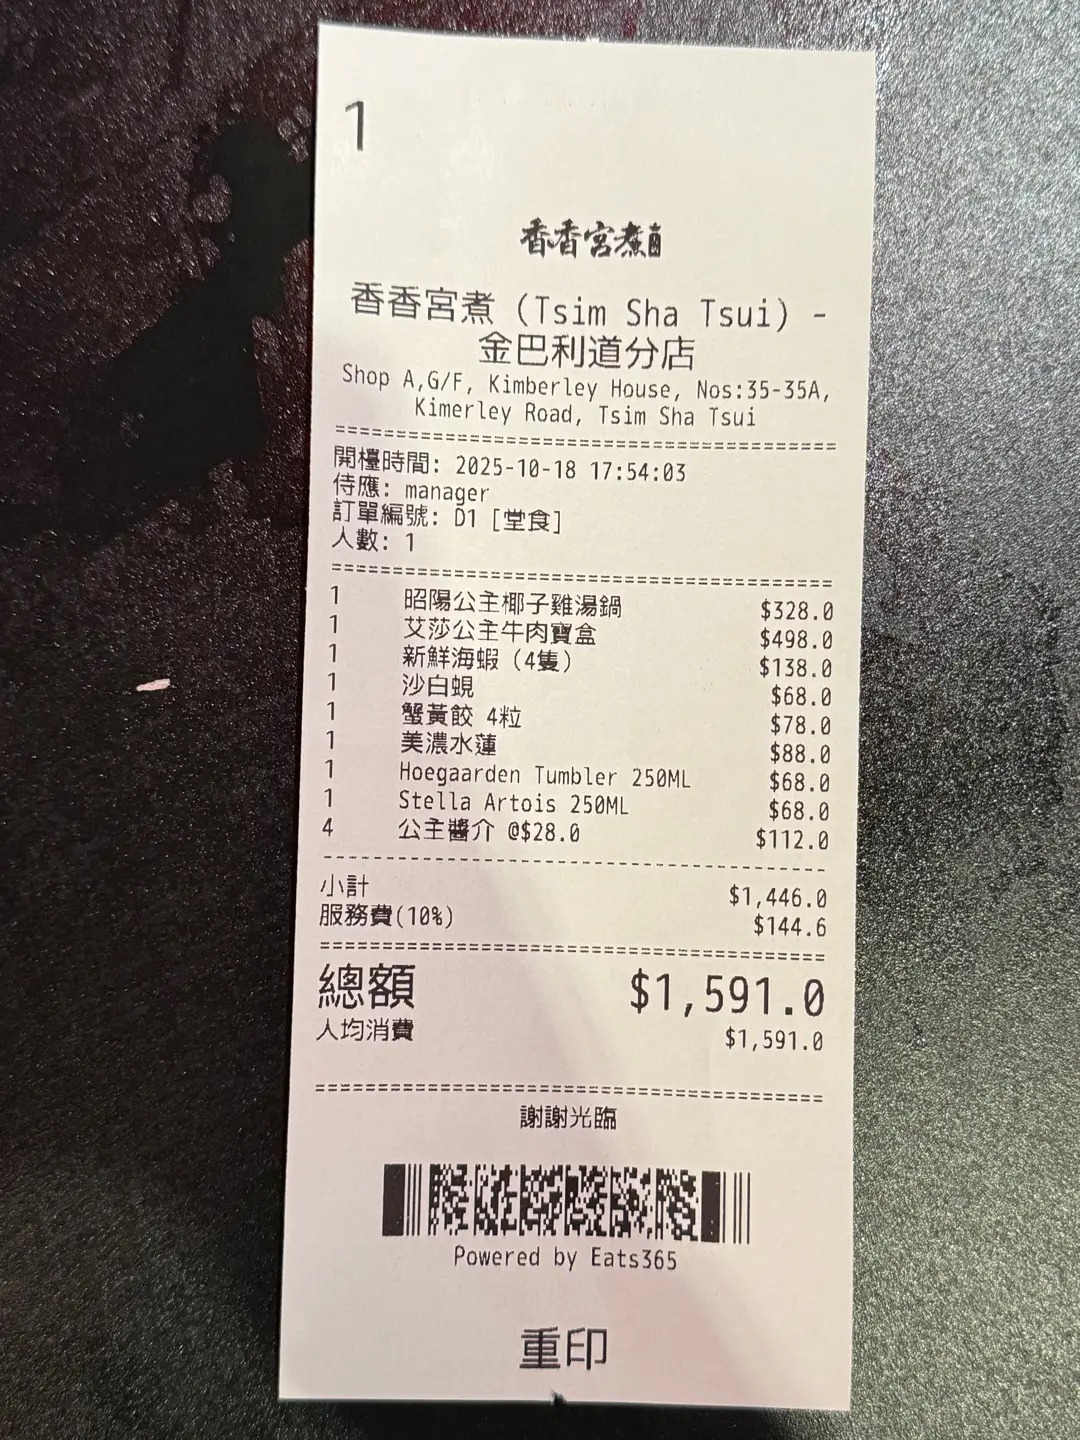 1
香香宮煮
香香宮煮 (Tsim Sha Tsui) -
金巴利道分店
Shop A,G/F, Kimberley House, Nos:35-35A,
Kimerley Road, Tsim Sha Tsui
開檯時間: 2025-10-18 17:54:03
侍應: manager
訂單編號: D1 [堂食]
人數: 1
1 昭陽公主椰子雞湯鍋 $328.0
1 艾莎公主牛肉寶盒 $498.0
1 新鮮海蝦 (4隻) $138.0
1 沙白蜆 $68.0
1 蟹黃餃 4粒 $78.0
1 美濃水蓮 $88.0
1 Hoegaarden Tumbler 250ML $68.0
1 Stella Artois 250ML $68.0
4 公主醬介 @$28.0 $112.0
小計 $1,446.0
服務費(10%) $144.6
總額 $1,591.0
人均消費 $1,591.0
謝謝光臨
Powered by Eats365
重印